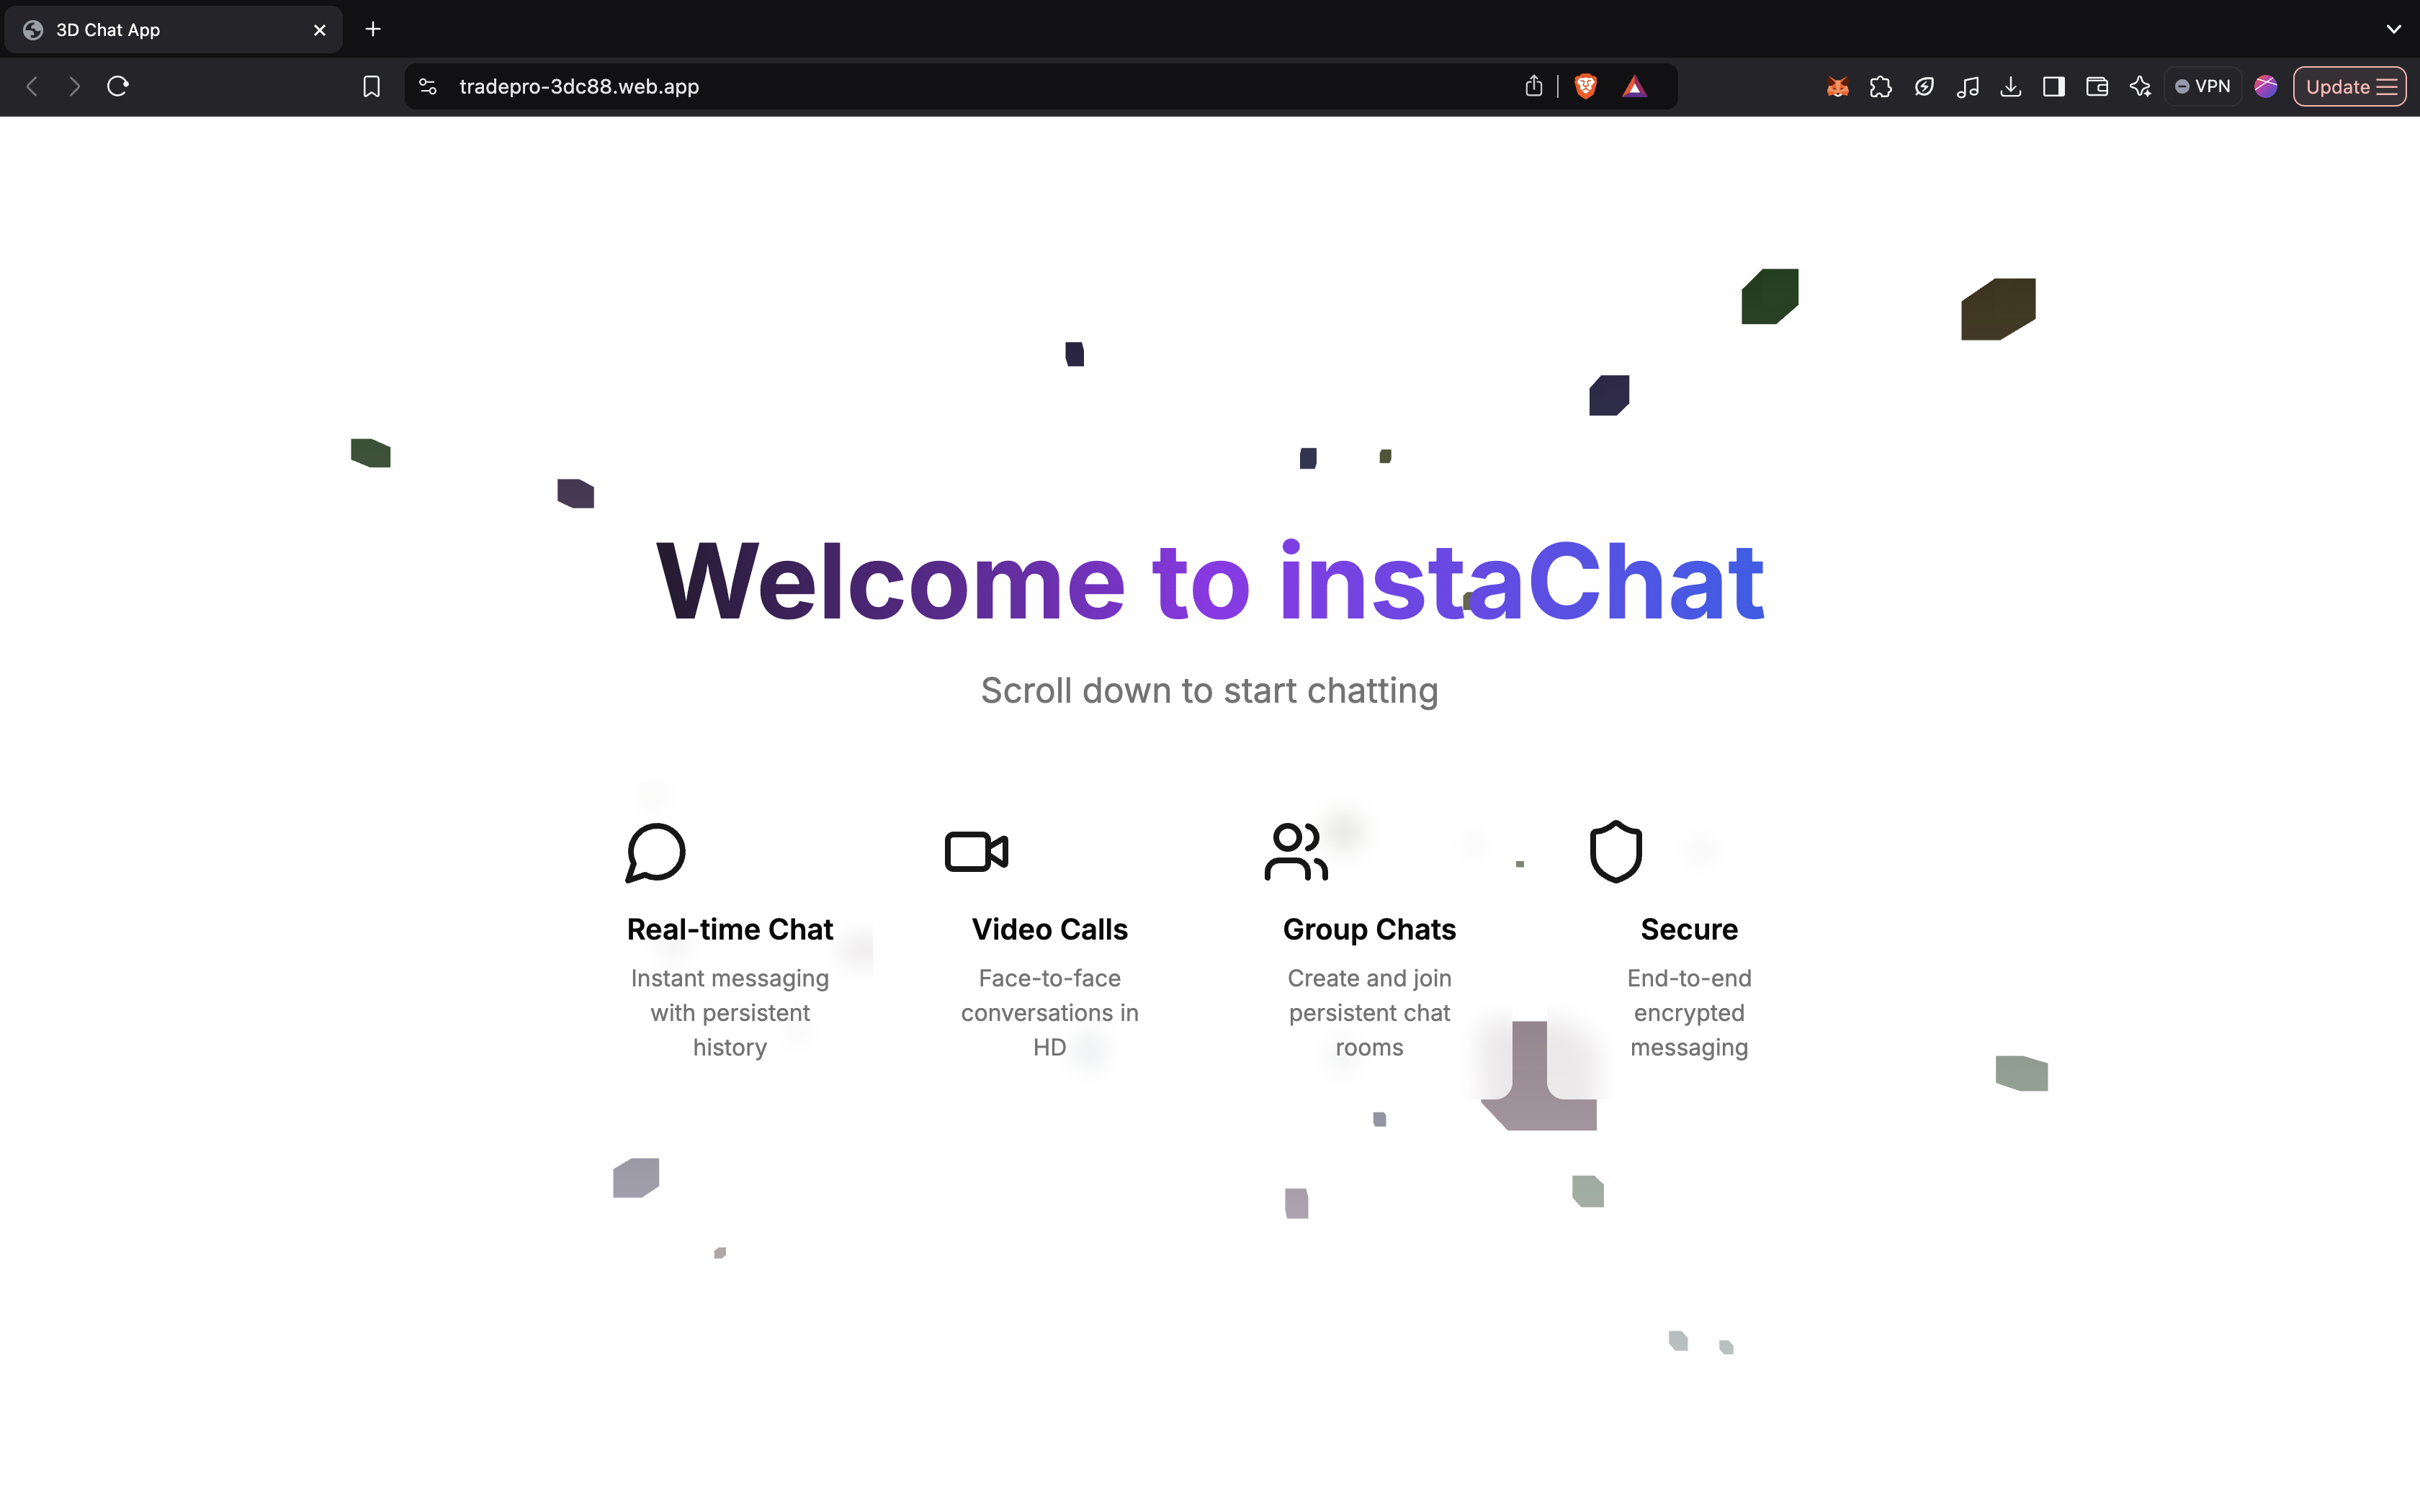 3D Chat App
tradepro-3dc88.web.app
VPN
Update
Welcome to instaChat
Scroll down to start chatting
Real-time Chat
Instant messaging
with persistent
history
Video Calls
Face-to-face
conversations in
HD
Group Chats
Create and join
persistent chat
rooms
Secure
End-to-end
encrypted
messaging